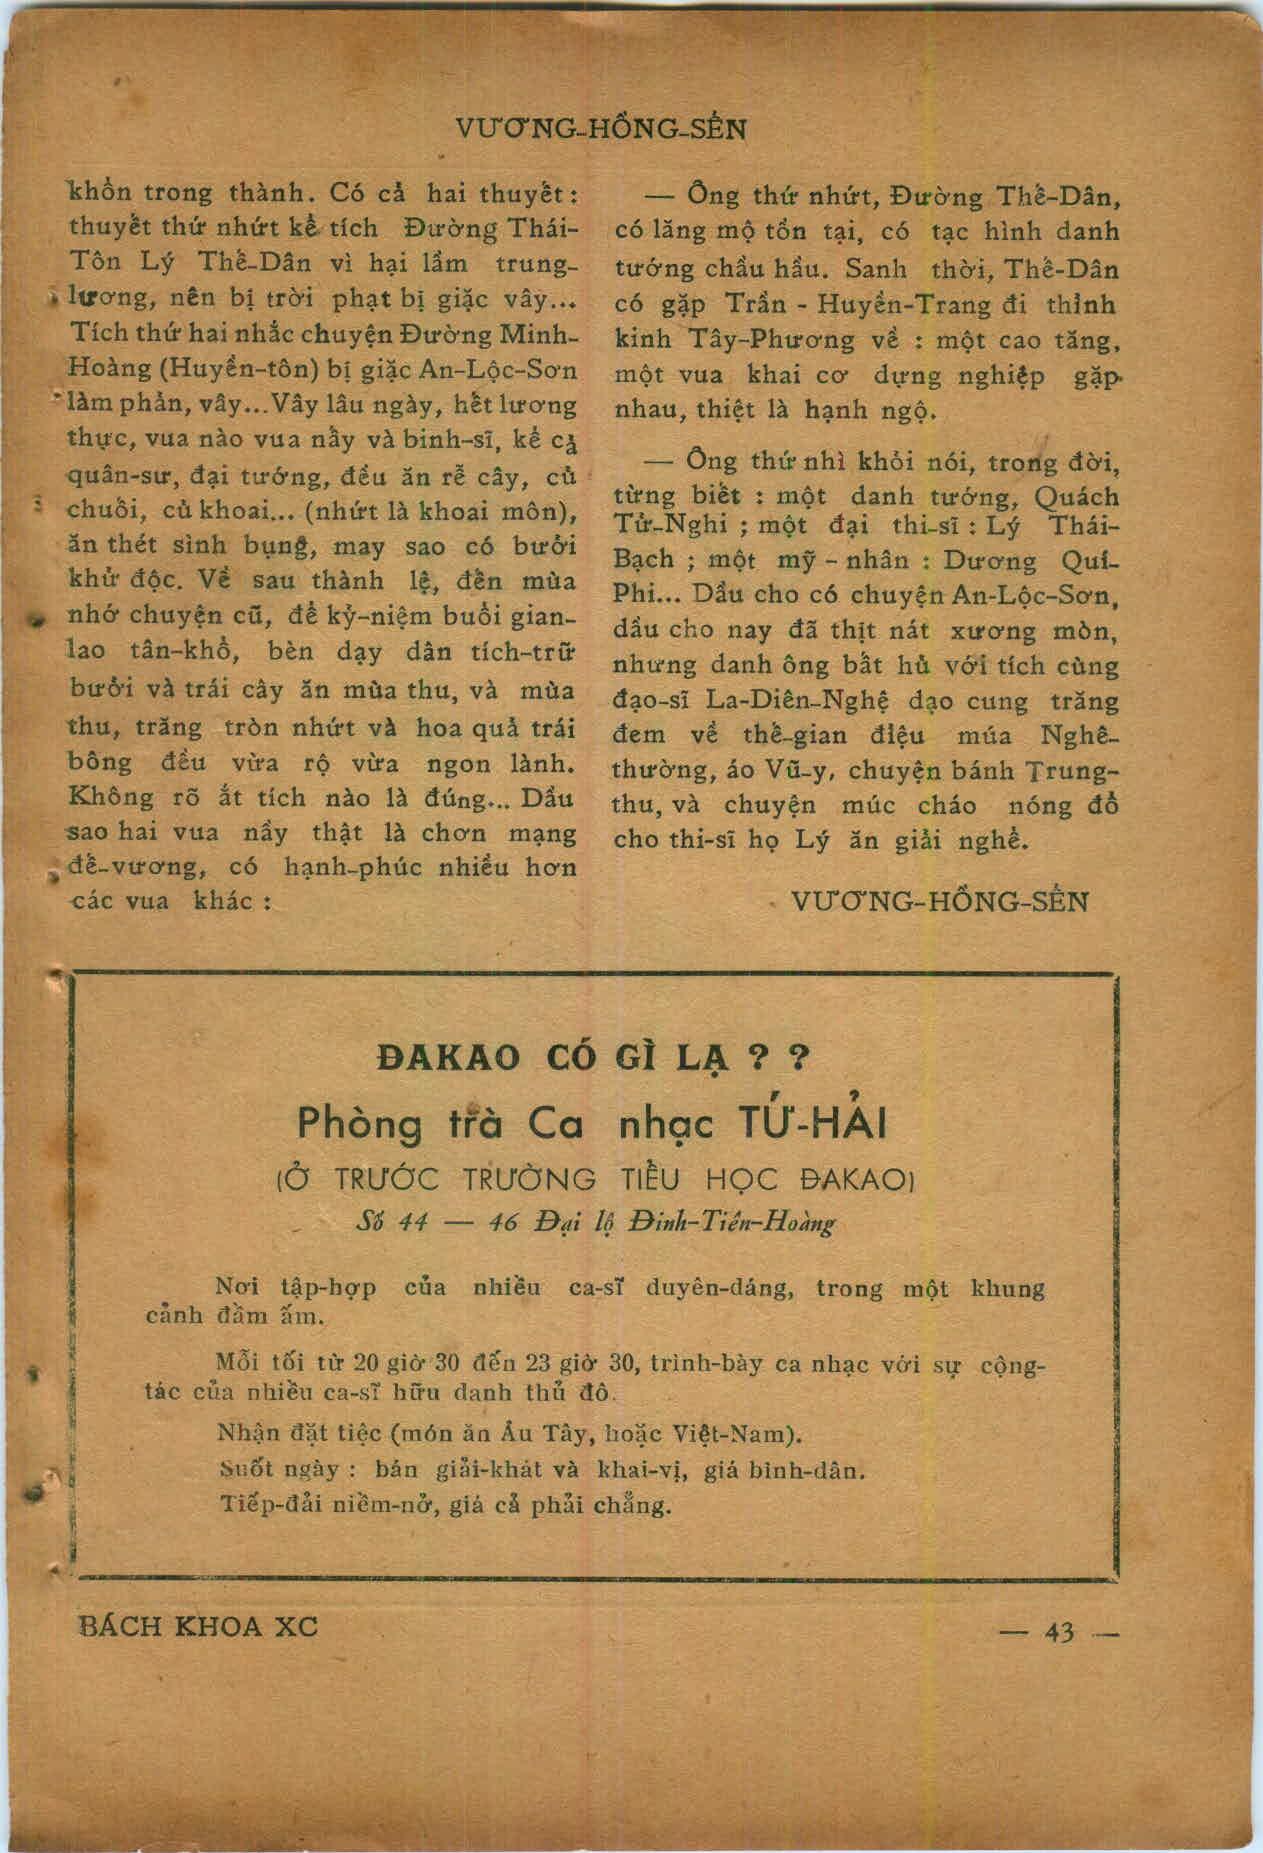 VƯƠNG-HỒNG-SỂN
khổn trong thành. Có cả hai thuyết :
thuyết thứ nhứt kể tích Đường Thái-
Tôn Lý Thế-Dân vì hại lầm trung-
lương, nên bị trời phạt bị giặc vây...
Tích thứ hai nhắc chuyện Đường Minh-
Hoàng (Huyền-tôn) bị giặc An-Lộc-Sơn
làm phản, vây...Vây lâu ngày, hết lương
thực, vua nào vua nấy và binh-sĩ, kể cả
quân-sư, đại tướng, đều ăn rễ cây, củ
chuối, củ khoai... (nhứt là khoai môn),
ăn thét sình bụng, may sao có bưởi
khử độc. Về sau thành lệ, đến mùa
nhớ chuyện cũ, để kỷ-niệm buổi gian-
lao tân-khổ, bèn dạy dân tích-trữ
bưởi và trái cây ăn mùa thu, và mùa
thu, trăng tròn nhứt và hoa quả trái
bông đều vừa rộ vừa ngon lành.
Không rõ ắt tích nào là đúng... Dầu
sao hai vua nầy thật là chơn mạng
đế-vương, có hạnh-phúc nhiều hơn
các vua khác :
— Ông thứ nhứt, Đường Thế-Dân,
có lăng mộ tồn tại, có tạc hình danh
tướng chầu hầu. Sanh thời, Thế-Dân
có gặp Trần - Huyền-Trang đi thỉnh
kinh Tây-Phương về : một cao tăng,
một vua khai cơ dựng nghiệp gặp
nhau, thiệt là hạnh ngộ.
— Ông thứ nhì khỏi nói, trong đời,
từng biết : một danh tướng, Quách
Tử-Nghi ; một đại thi-sĩ : Lý Thái-
Bạch ; một mỹ - nhân : Dương Quí-
Phi... Dầu cho có chuyện An-Lộc-Sơn,
dầu cho nay đã thịt nát xương mòn,
nhưng danh ông bất hủ với tích cùng
đạo-sĩ La-Diên-Nghệ dạo cung trăng
đem về thế-gian điệu múa Nghê-
thường, áo Vũ-y, chuyện bánh Trung-
thu, và chuyện múc cháo nóng đổ
cho thi-sĩ họ Lý ăn giải nghể.
VƯƠNG-HỒNG-SỂN
ĐAKAO CÓ GÌ LẠ ? ?
Phòng trà Ca nhạc TỨ-HẢI
(Ở TRƯỚC TRƯỜNG TIỂU HỌC ĐAKAO)
Số 44 — 46 Đại lộ Đinh-Tiên-Hoàng
Nơi tập-hợp của nhiều ca-sĩ duyên-dáng, trong một khung
cảnh đầm ấm.
Mỗi tối từ 20 giờ 30 đến 23 giờ 30, trình-bày ca nhạc với sự cộng-
tác của nhiều ca-sĩ hữu danh thủ đô.
Nhận đặt tiệc (món ăn Âu Tây, hoặc Việt-Nam).
Suốt ngày : bán giải-khát và khai-vị, giá bình-dân.
Tiếp-đãi niềm-nở, giá cả phải chẳng.
BÁCH KHOA XC
— 43 —